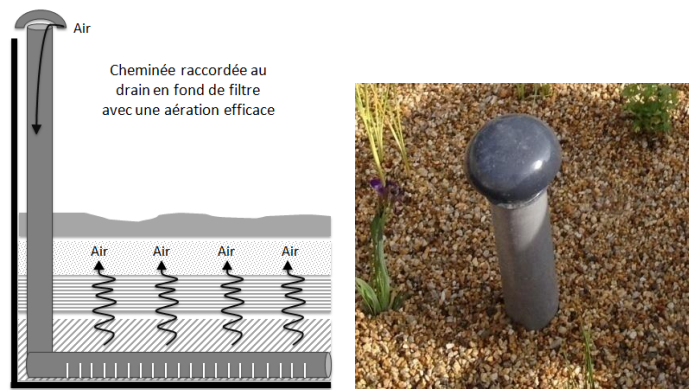 Air
Cheminée raccordée au
drain en fond de filtre
avec une aération efficace
Air Air Air Air